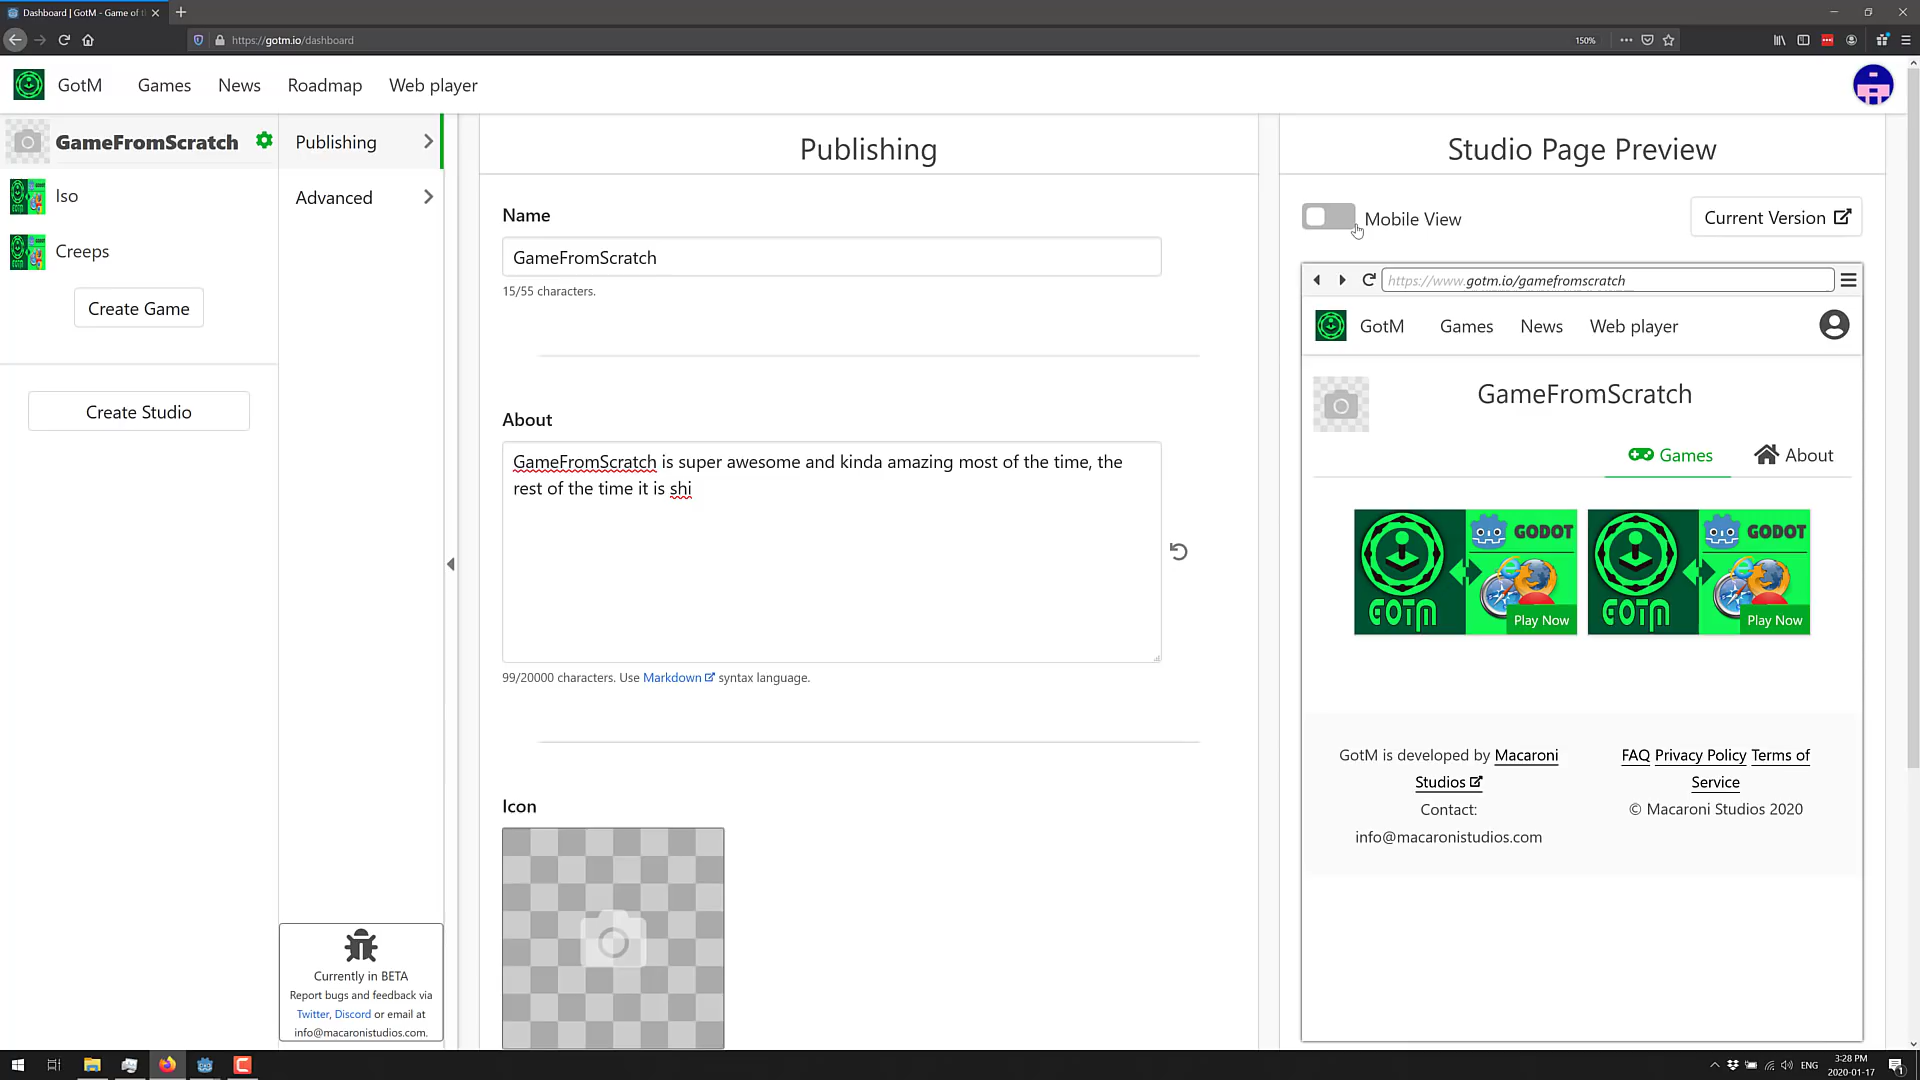 Dashboard | GotM - Game of t
https://gotm.io/dashboard
150%
GotM
Games
News
Roadmap
Web player
GameFromScratch
Iso
Creeps
Create Game
Create Studio
Publishing
Advanced
Currently in BETA
Report bugs and feedback via
Twitter, Discord or email at
info@macaronistudios.com.
Publishing
Name
GameFromScratch
15/55 characters.
About
GameFromScratch is super awesome and kinda amazing most of the time, the
rest of the time it is shi
99/20000 characters. Use Markdown syntax language.
Icon
Studio Page Preview
Mobile View
Current Version
https://www.gotm.io/gamefromscratch
GotM
Games
News
Web player
GameFromScratch
Games
About
GODOT
GOTM
Play Now
GODOT
GOTM
Play Now
GotM is developed by Macaroni
Studios
Contact:
info@macaronistudios.com
FAQ Privacy Policy Terms of
Service
© Macaroni Studios 2020
ENG
3:28 PM
2020-01-17